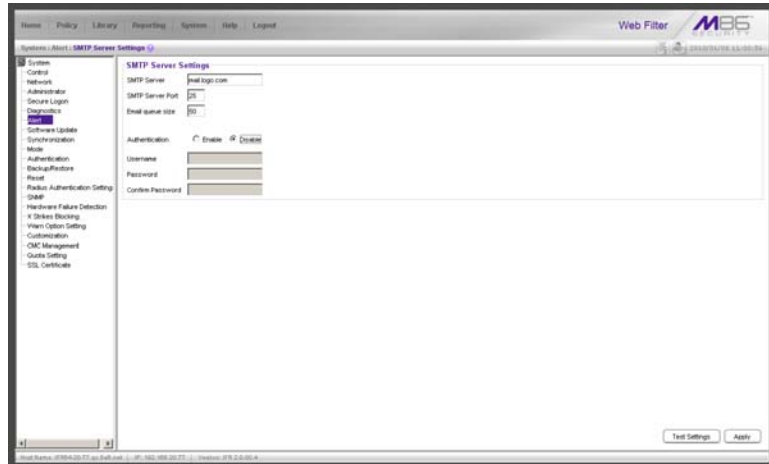 Home Policy Library Reporting System Help Logout
Web Filter
M86
SECURITY
System : Alert : SMTP Server Settings
System
Control
Network
Administrator
Secure Logon
Diagnostics
Alert
Software Update
Synchronization
Mode
Authentication
Backup/Restore
Reset
Radius Authentication Setting
SNMP
Hardware Failure Detection
X Strikes Blocking
Warn Option Setting
Customization
CMC Management
Quota Setting
SSL Certificate
SMTP Server Settings
SMTP Server mail.logo.com
SMTP Server Port 25
Email queue size 50
Authentication Enable Disable
Username
Password
Confirm Password
Test Settings Apply
Host Name: